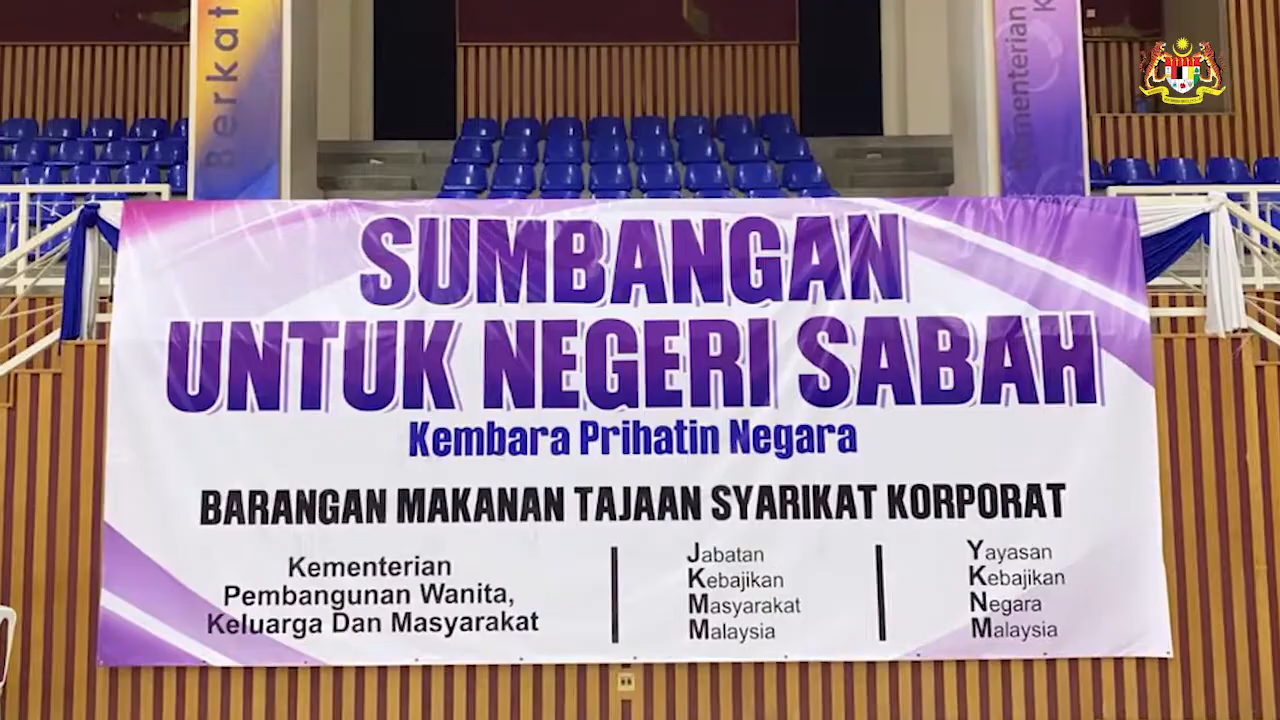 Berkat
Kementerian
K
SUMBANGAN
UNTUK NEGERI SABAH
Kembara Prihatin Negara
BARANGAN MAKANAN TAJAAN SYARIKAT KORPORAT
Kementerian
Pembangunan Wanita,
Keluarga Dan Masyarakat
Jabatan
Kebajikan
Masyarakat
Malaysia
Yayasan
Kebajikan
Negara
Malaysia